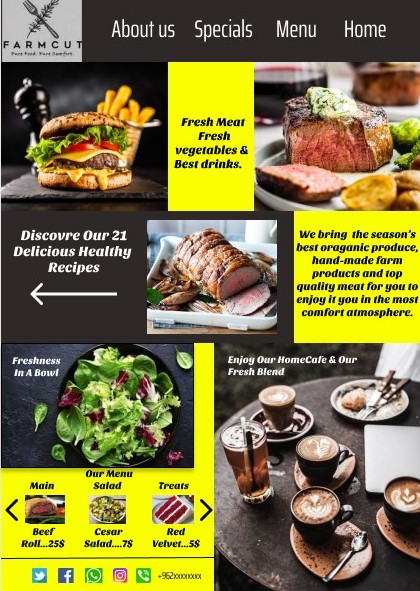 FARMCUT
Pure Food. Pure Comfort.
About us Specials Menu Home
Fresh Meat
Fresh
vegetables &
Best drinks.
Discovre Our 21
Delicious Healthy
Recipes
We bring the season's
best oraganic produce,
hand-made farm
products and top
quality meat for you to
enjoy it you in the most
comfort atmosphere.
Freshness
In A Bowl
Enjoy Our HomeCafe & Our
Fresh Blend
Our Menu
Main Salad Treats
Beef
Roll...25$
Cesar
Salad....7$
Red
Velvet...5$
+962xxxxxxxx